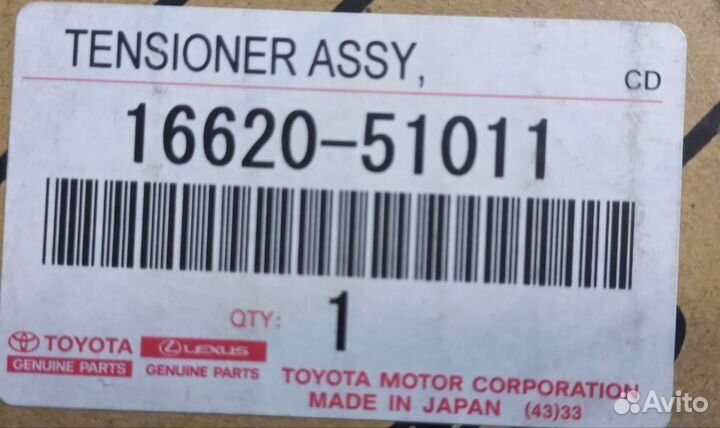 TENSIONER ASSY,
CD
16620-51011
QTY: 1
TOYOTA
GENUINE PARTS
LEXUS
GENUINE PARTS
TOYOTA MOTOR CORPORATION
MADE IN JAPAN (43)33
Avito